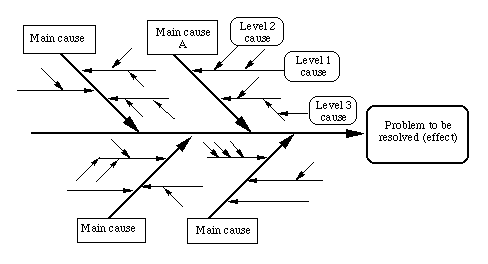 Main cause
Main cause
A
Level 2
cause
Level 1
cause
Level 3
cause
Problem to be
resolved (effect)
Main cause
Main cause